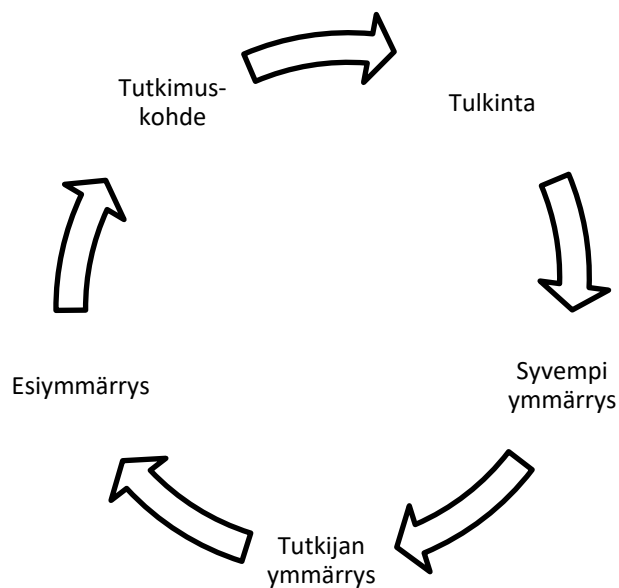 Tutkimus-
kohde
Tulkinta
Syvempi
ymmärrys
Tutkijan
ymmärrys
Esiymmärrys